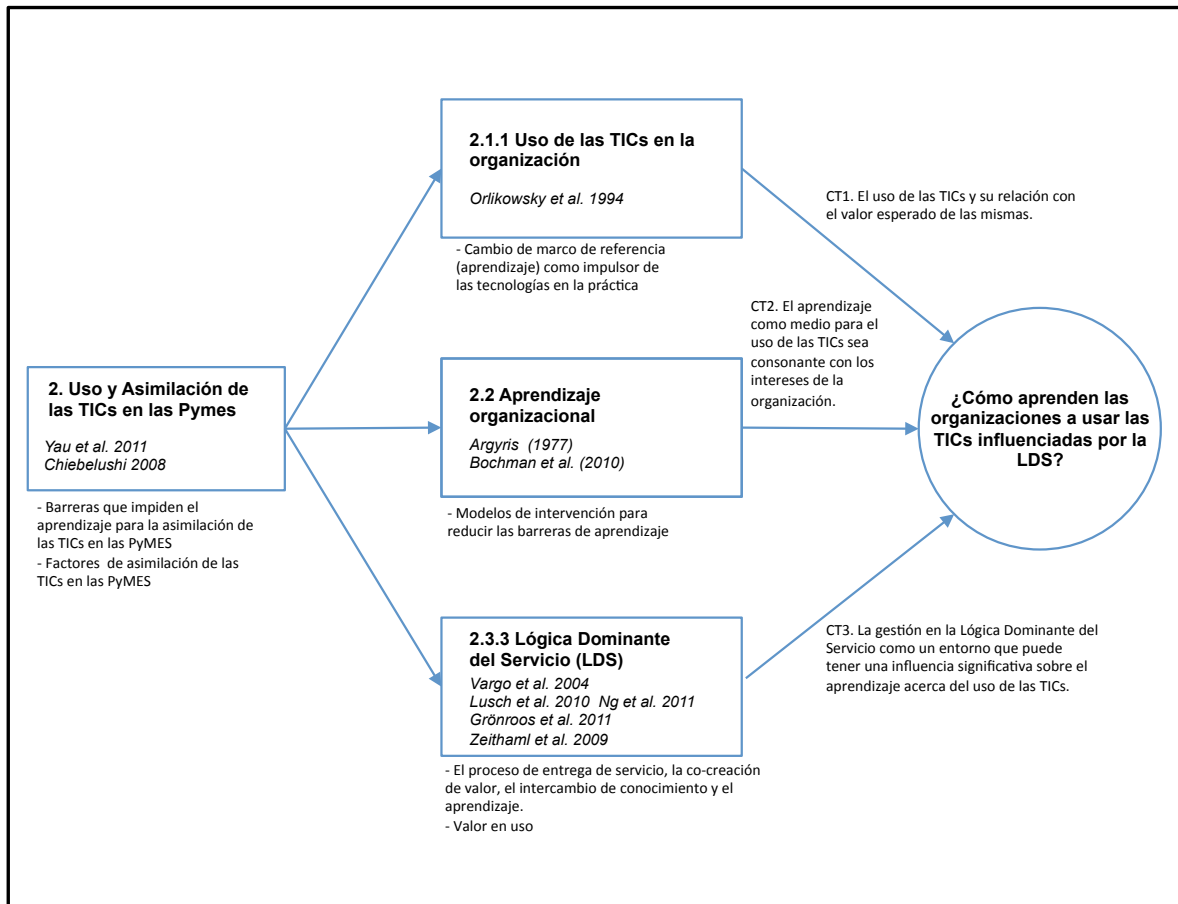 2. Uso y Asimilación de
las TICs en las Pymes
Yau et al. 2011
Chiebelushi 2008
- Barreras que impiden el
aprendizaje para la asimilación de
las TICs en las PyMES
- Factores de asimilación de las
TICs en las PyMES
2.1.1 Uso de las TICs en la
organización
Orlikowsky et al. 1994
- Cambio de marco de referencia
(aprendizaje) como impulsor de
las tecnologías en la práctica
2.2 Aprendizaje
organizacional
Argyris (1977)
Bochman et al. (2010)
- Modelos de intervención para
reducir las barreras de aprendizaje
2.3.3 Lógica Dominante
del Servicio (LDS)
Vargo et al. 2004
Lusch et al. 2010 Ng et al. 2011
Grönroos et al. 2011
Zeithaml et al. 2009
- El proceso de entrega de servicio, la co-creación
de valor, el intercambio de conocimiento y el
aprendizaje.
- Valor en uso
CT1. El uso de las TICs y su relación con
el valor esperado de las mismas.
CT2. El aprendizaje
como medio para el
uso de las TICs sea
consonante con los
intereses de la
organización.
CT3. La gestión en la Lógica Dominante del
Servicio como un entorno que puede
tener una influencia significativa sobre el
aprendizaje acerca del uso de las TICs.
¿Cómo aprenden las
organizaciones a usar las
TICs influenciadas por la
LDS?